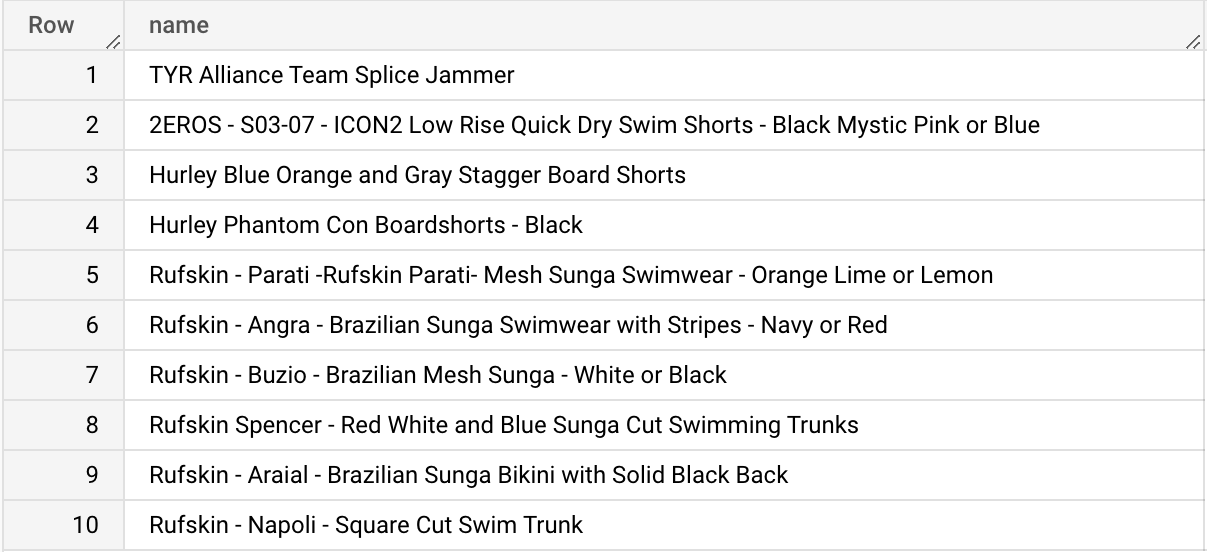 Row name
1 TYR Alliance Team Splice Jammer
2 2EROS - S03-07 - ICON2 Low Rise Quick Dry Swim Shorts - Black Mystic Pink or Blue
3 Hurley Blue Orange and Gray Stagger Board Shorts
4 Hurley Phantom Con Boardshorts - Black
5 Rufskin - Parati -Rufskin Parati- Mesh Sunga Swimwear - Orange Lime or Lemon
6 Rufskin - Angra - Brazilian Sunga Swimwear with Stripes - Navy or Red
7 Rufskin - Buzio - Brazilian Mesh Sunga - White or Black
8 Rufskin Spencer - Red White and Blue Sunga Cut Swimming Trunks
9 Rufskin - Araial - Brazilian Sunga Bikini with Solid Black Back
10 Rufskin - Napoli - Square Cut Swim Trunk